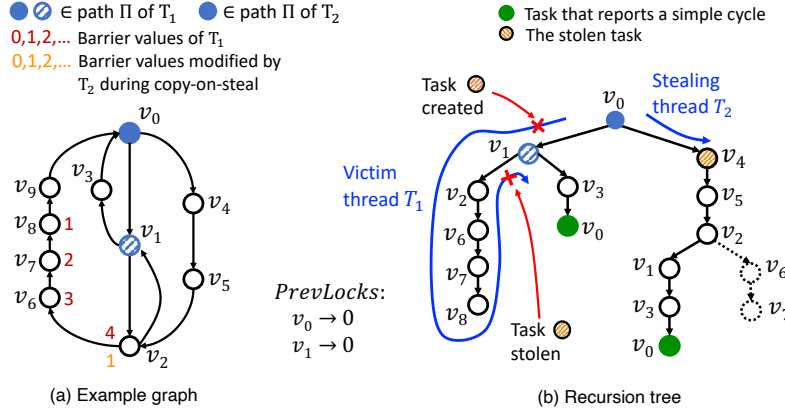 ∈ path Π of T₁
∈ path Π of T₂
0,1,2,... Barrier values of T₁
0,1,2,... Barrier values modified by
T₂ during copy-on-steal
Task that reports a simple cycle
The stolen task
v₀
v₃
v₉
v₄
v₈
1
v₁
v₇
2
v₅
v₆
3
4
1
v₂
PrevLocks:
v₀ → 0
v₁ → 0
(a) Example graph
Task
created
Stealing
thread T₂
v₀
v₁
v₄
Victim
thread T₁
v₂
v₃
v₅
v₆
v₀
v₂
v₇
v₁
v₆
v₈
v₃
v₇
Task
stolen
v₀
(b) Recursion tree